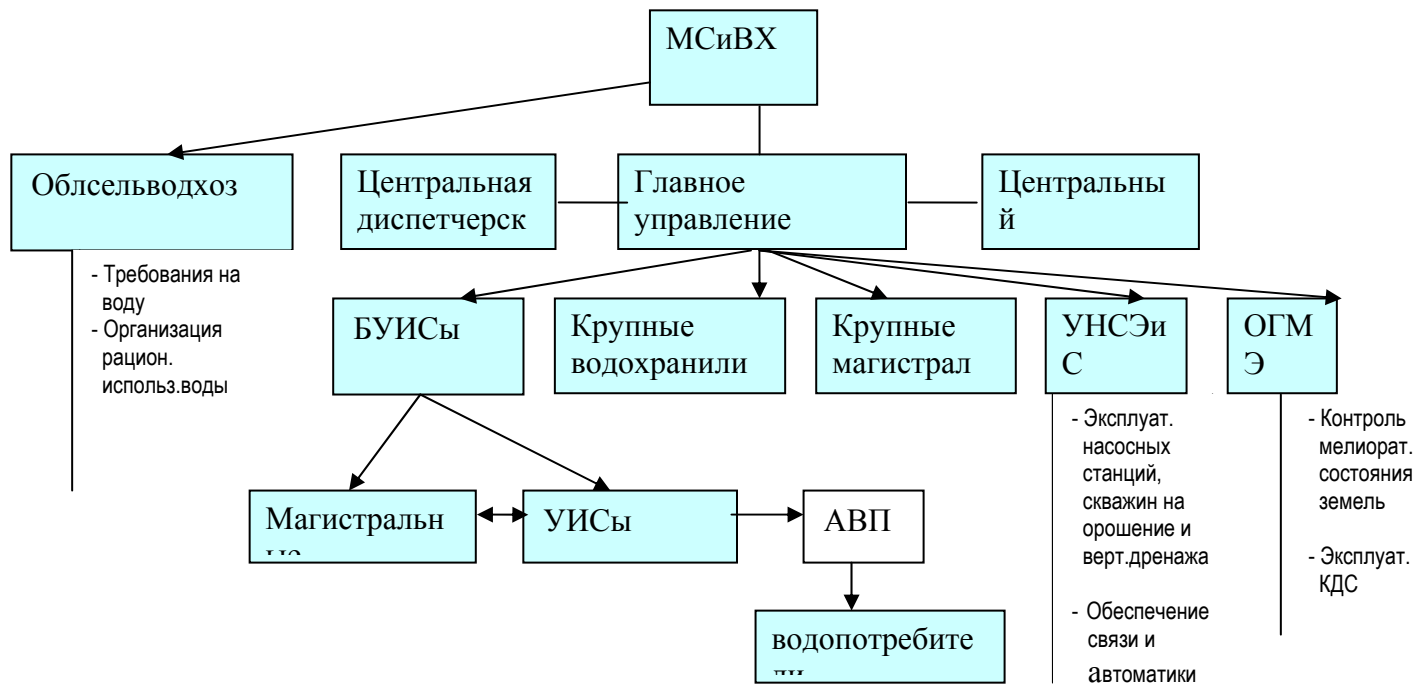 МСиВХ
Облсельводхоз
Центральная
диспетчерск
Главное
управление
Центральны
й
- Требования на
воду
- Организация
рацион.
использ.воды
БУИСы
Крупные
водохранили
Крупные
магистрал
УНСЭи
С
ОГМ
Э
- Эксплуат.
насосных
станций,
скважин на
орошение и
верт.дренажа
- Обеспечение
связи и
автоматики
- Контроль
мелиорат.
состояния
земель
- Эксплуат.
КДС
Магистральн
УИСы
АВП
водопотребите